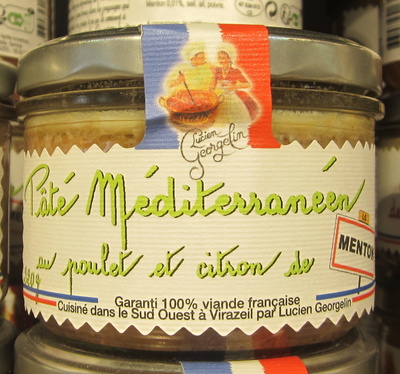 Lucien
Georgelin
Pâté Méditerranéen
au poulet et citron de
MENTON
Garanti 100% viande française
Cuisiné dans le Sud Ouest à Virazeil par Lucien Georgelin